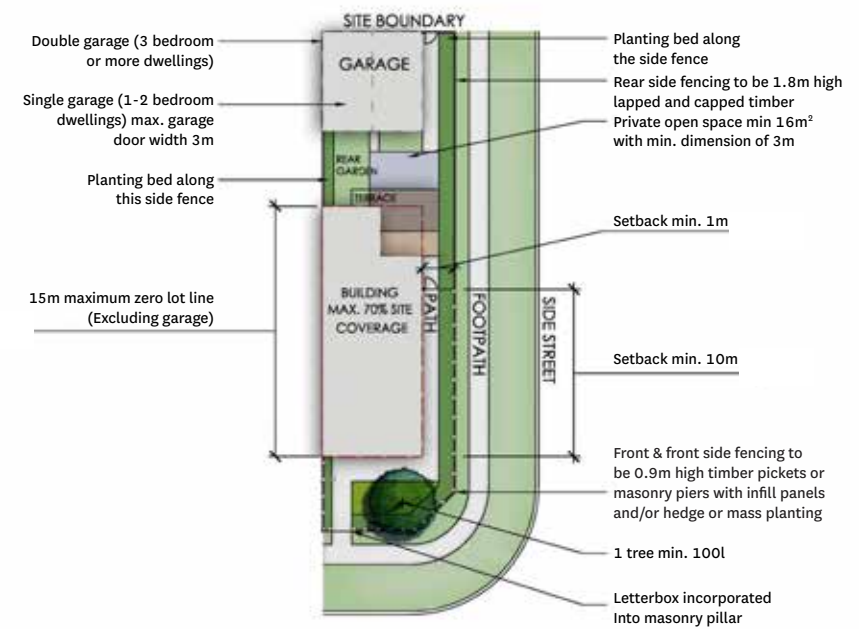 SITE BOUNDARY
Double garage (3 bedroom
or more dwellings)
Single garage (1-2 bedroom
dwellings) max. garage
door width 3m
Planting bed along
this side fence
15m maximum zero lot line
(Excluding garage)
GARAGE
REAR
GARDEN
TERRACE
BUILDING
MAX. 70% SITE
COVERAGE
PATH
FOOTPATH
SIDE STREET
Planting bed along
the side fence
Rear side fencing to be 1.8m high
lapped and capped timber
Private open space min 16m²
with min. dimension of 3m
Setback min. 1m
Setback min. 10m
Front & front side fencing to
be 0.9m high timber pickets or
masonry piers with infill panels
and/or hedge or mass planting
1 tree min. 100l
Letterbox incorporated
Into masonry pillar